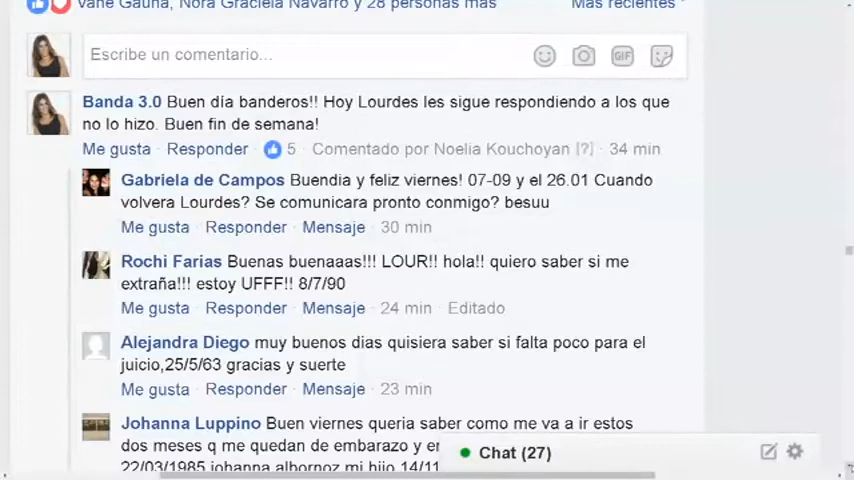 Vane Gauna, Nora Graciela Navarro y 28 personas más
Más recientes
Escribe un comentario...
GIF
Banda 3.0 Buen día banderos!! Hoy Lourdes les sigue respondiendo a los que
no lo hizo. Buen fin de semana!
Me gusta · Responder · 5 · Comentado por Noelia Kouchoyan [?] · 34 min
Gabriela de Campos Buendia y feliz viernes! 07-09 y el 26.01 Cuando
volvera Lourdes? Se comunicara pronto conmigo? besuu
Me gusta · Responder · Mensaje · 30 min
Rochi Farias Buenas buenaaas!!! LOUR!! hola!! quiero saber si me
extraña!!! estoy UFFF!! 8/7/90
Me gusta · Responder · Mensaje · 24 min · Editado
Alejandra Diego muy buenos dias quisiera saber si falta poco para el
juicio,25/5/63 gracias y suerte
Me gusta · Responder · Mensaje · 23 min
Johanna Luppino Buen viernes queria saber como me va a ir estos
dos meses q me quedan de embarazo y
22/03/1985 johanna albornoz mi hijo 14/11
Chat (27)